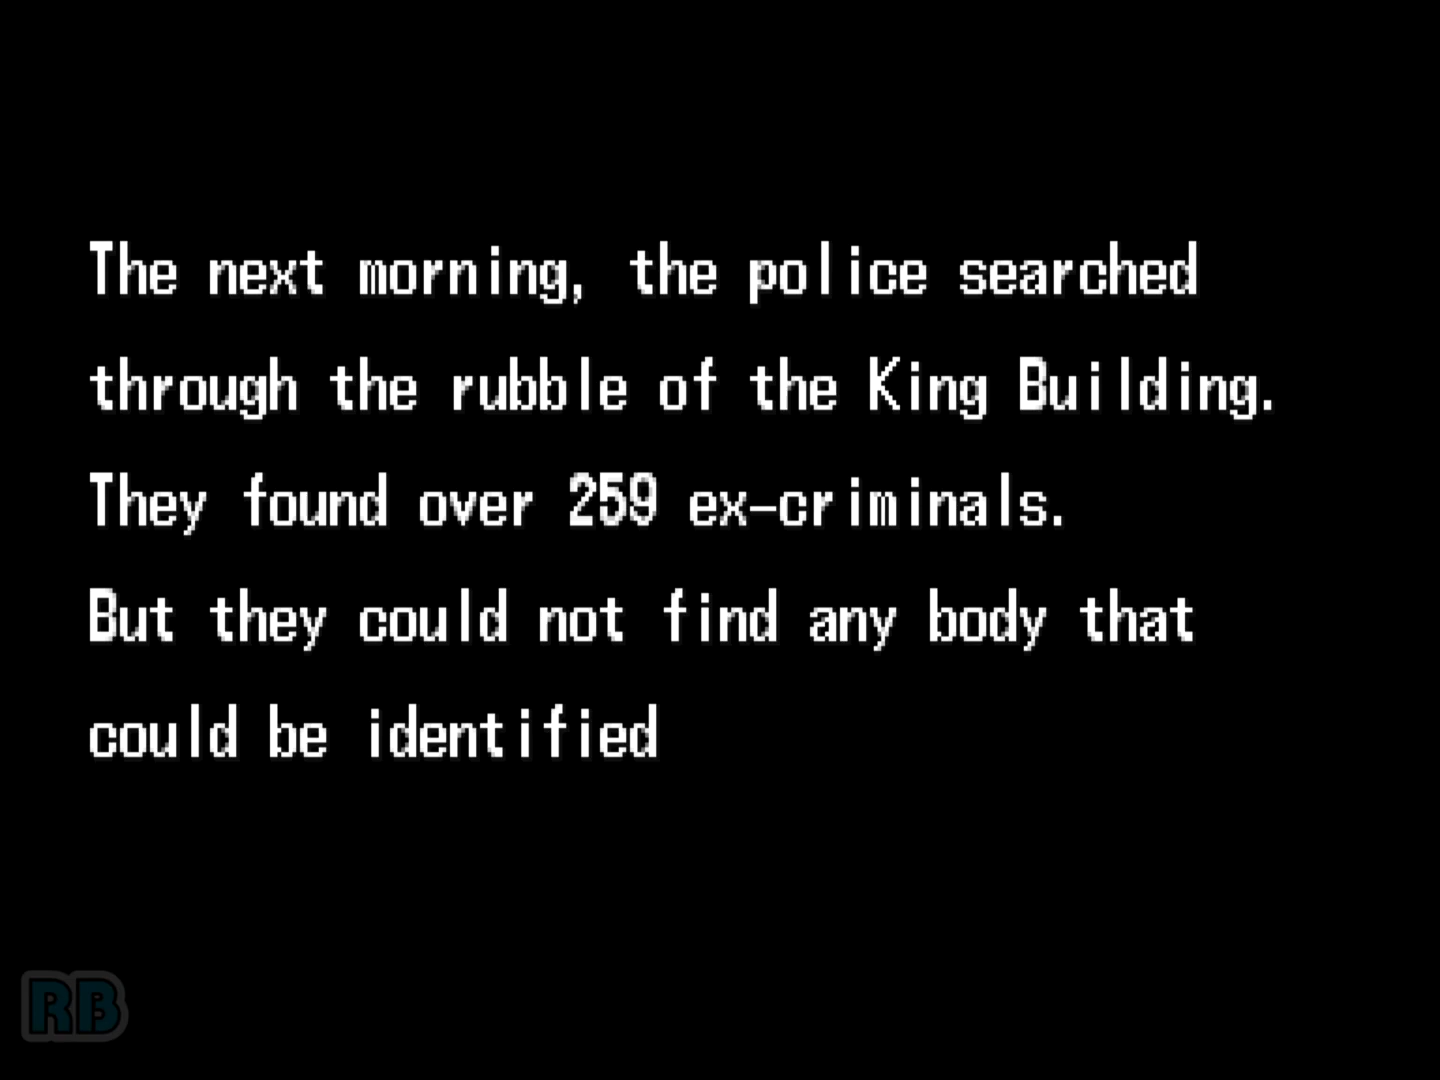 The next morning, the police searched
through the rubble of the King Building.
They found over 259 ex-criminals.
But they could not find any body that
could be identified
RB